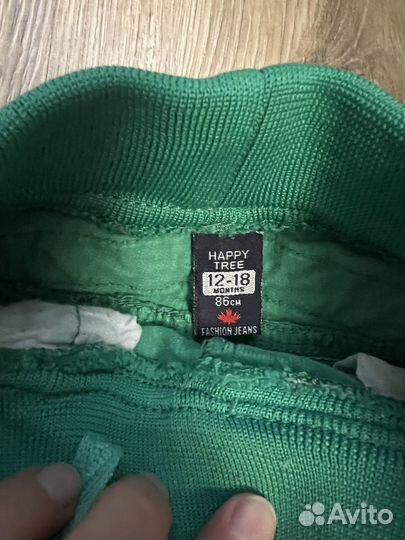 HAPPY
TREE
12-18
MONTHS
86CM
FASHION JEANS
Avito